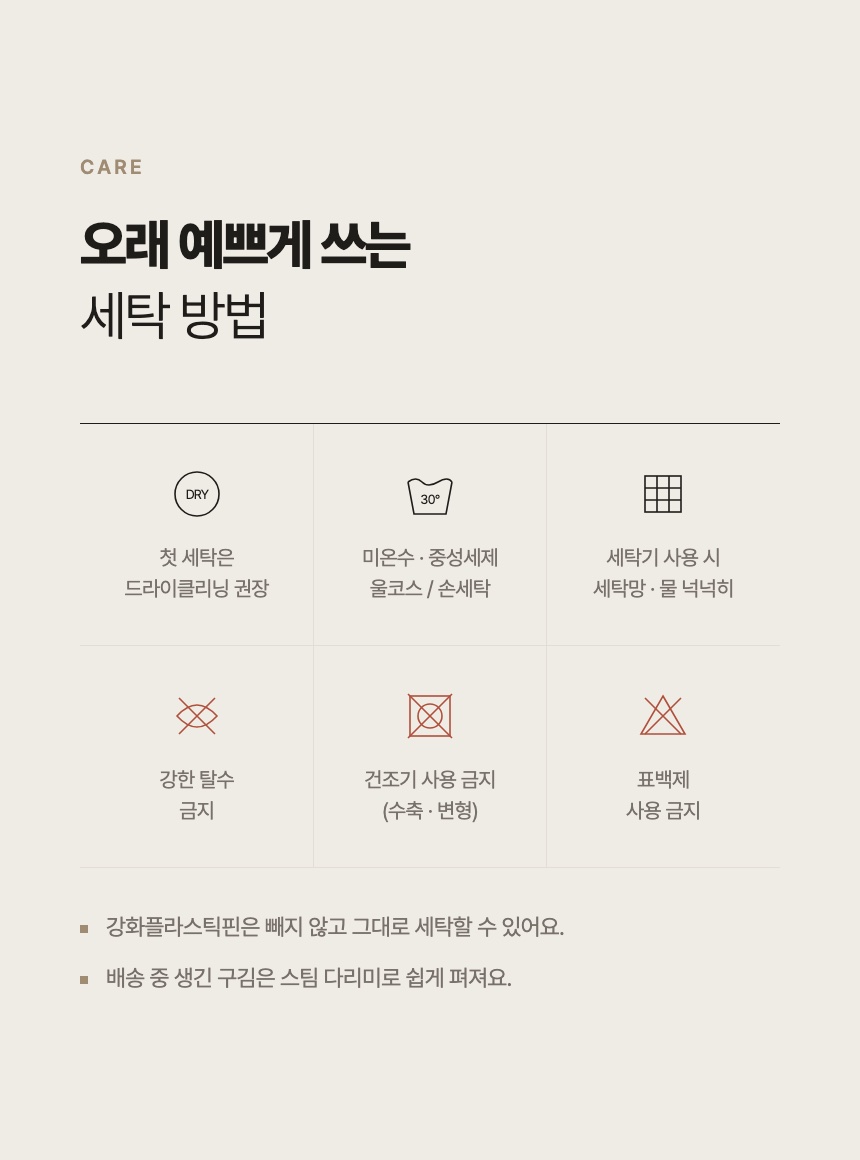 CARE
오래 예쁘게 쓰는
세탁 방법
DRY
첫 세탁은
드라이클리닝 권장
30°
미온수 · 중성세제
울코스 / 손세탁
세탁기 사용 시
세탁망 · 물 넉넉히
강한 탈수
금지
건조기 사용 금지
(수축 · 변형)
표백제
사용 금지
강화플라스틱핀은 빼지 않고 그대로 세탁할 수 있어요.
배송 중 생긴 구김은 스팀 다리미로 쉽게 펴져요.